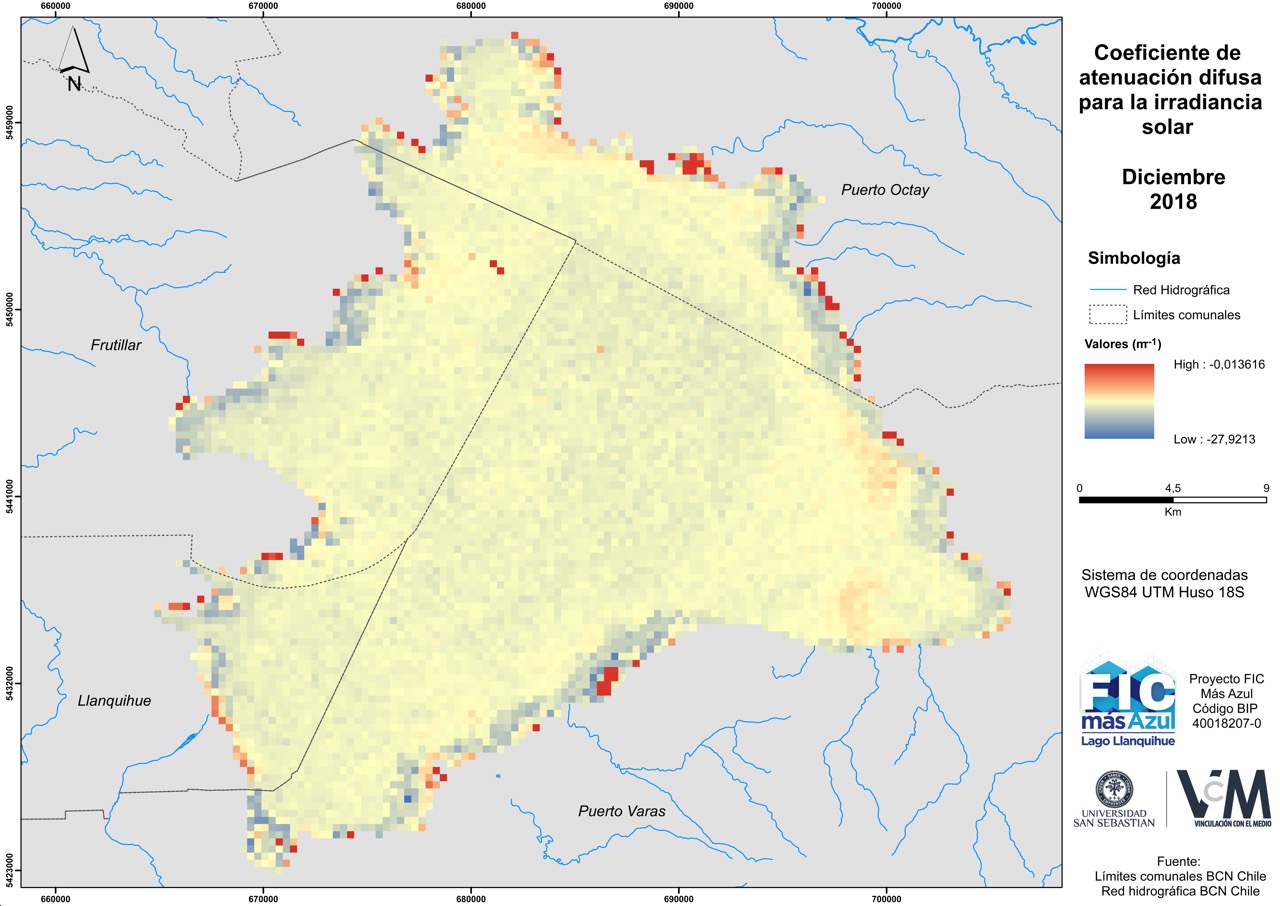 660000
670000
680000
690000
700000
5459000
5450000
5441000
5432000
5423000
N
Puerto Octay
Frutillar
Llanquihue
Puerto Varas
660000
670000
680000
690000
700000
Coeficiente de
atenuación difusa
para la irradiancia
solar
Diciembre
2018
Simbología
Red Hidrográfica
Límites comunales
Valores (m-1)
High : -0,013616
Low : -27,9213
0 4,5 9
Km
Sistema de coordenadas
WGS84 UTM Huso 18S
FIC
más Azul
Lago Llanquihue
Proyecto FIC
Más Azul
Código BIP
40018207-0
UNIVERSIDAD
SAN SEBASTIAN
VcM
VINCULACIÓN CON EL MEDIO
Fuente:
Límites comunales BCN Chile
Red hidrográfica BCN Chile